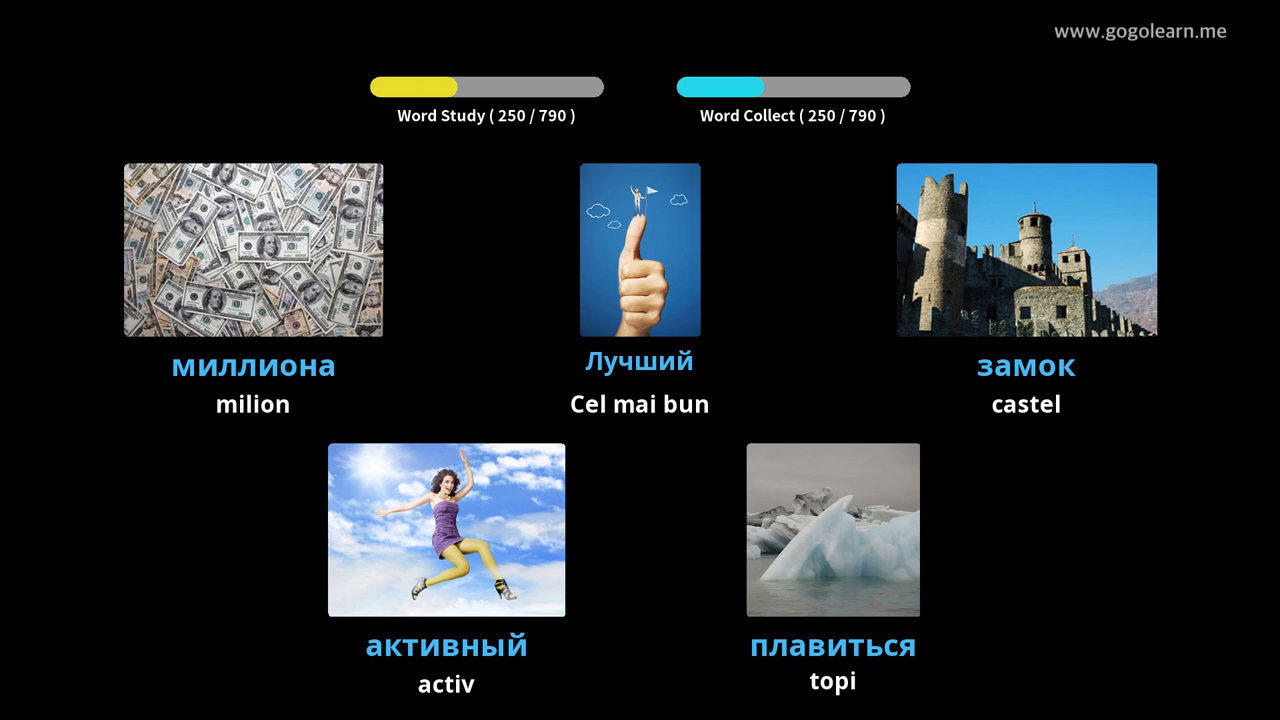 www.gogolearn.me
Word Study ( 250 / 790 )
Word Collect ( 250 / 790 )
миллиона
milion
Лучший
Cel mai bun
замок
castel
активный
activ
плавиться
topi